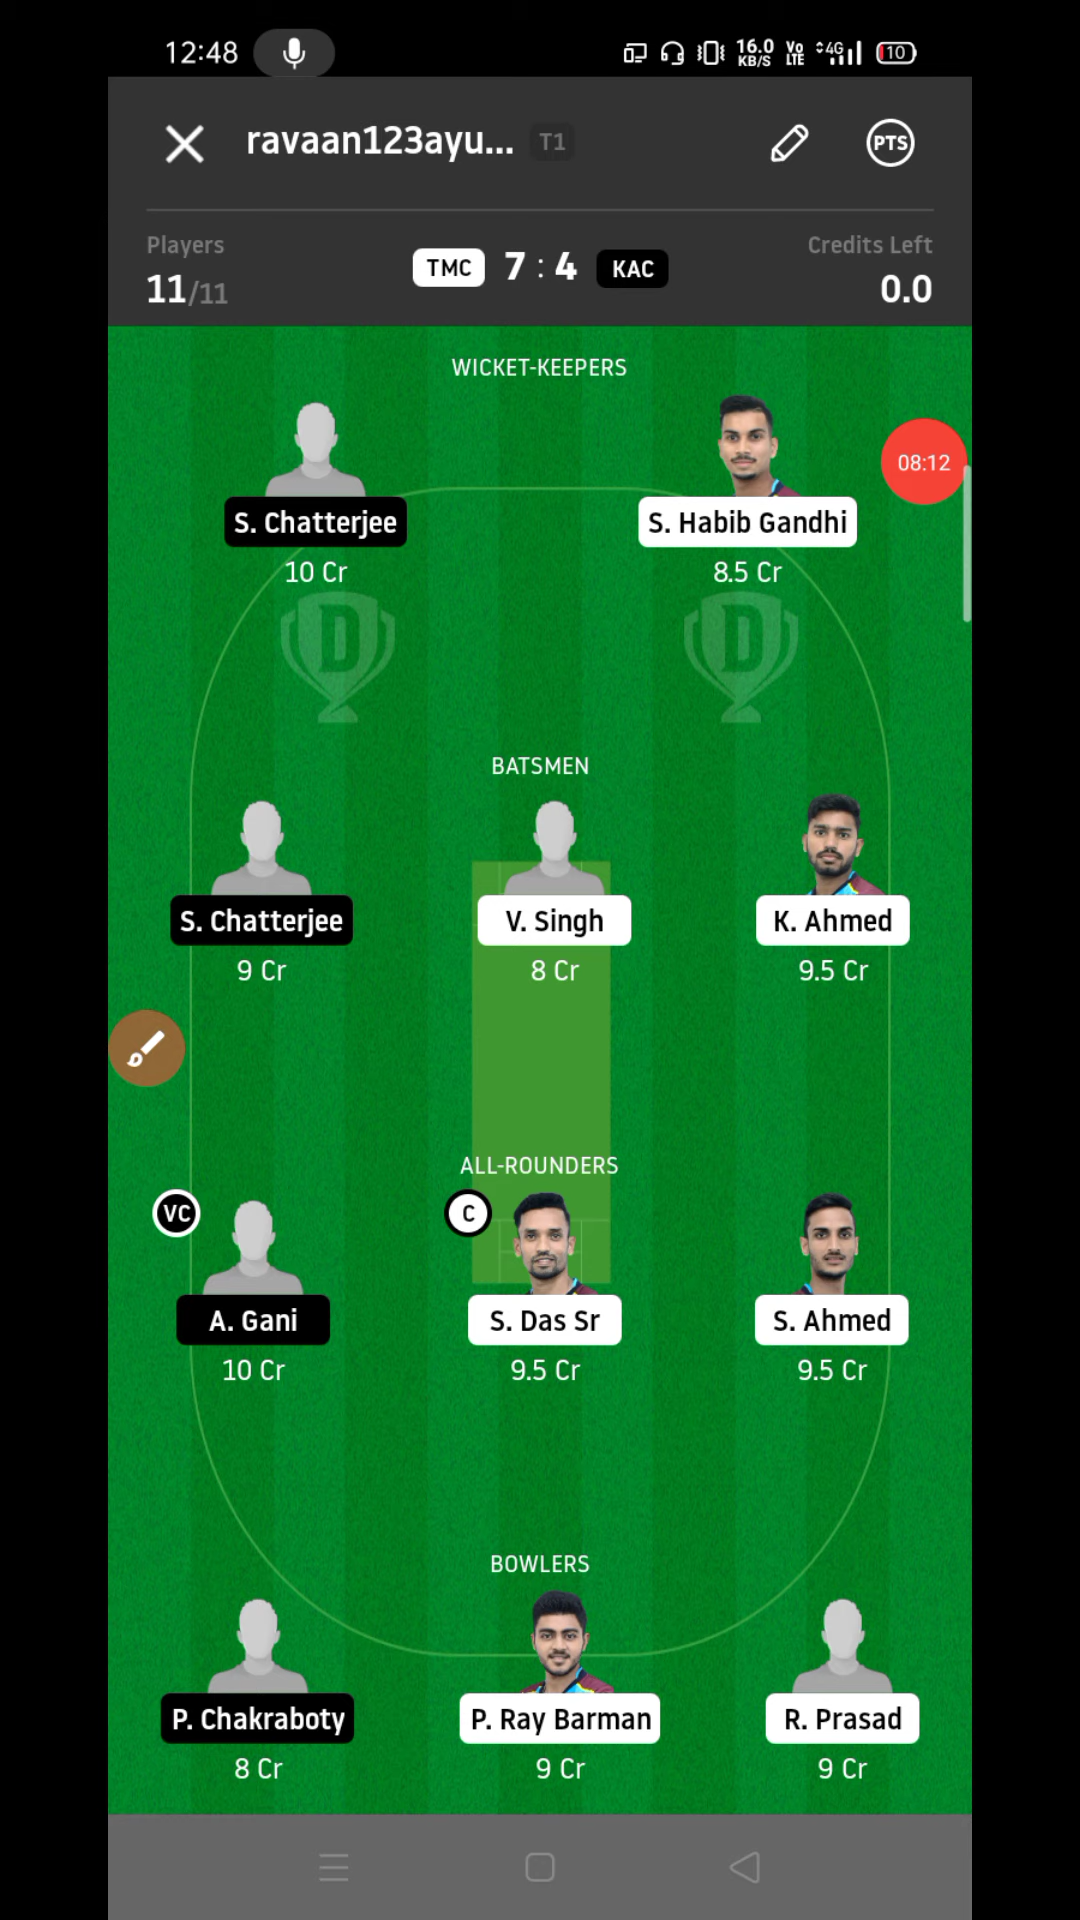 12:48
16.0 KB/S
Vo LTE
4G
10
ravaan123ayu...
T1
PTS
Players
11/11
TMC 7 : 4 KAC
Credits Left
0.0
WICKET-KEEPERS
08:12
S. Chatterjee
10 Cr
S. Habib Gandhi
8.5 Cr
D
D
BATSMEN
S. Chatterjee
9 Cr
V. Singh
8 Cr
K. Ahmed
9.5 Cr
ALL-ROUNDERS
VC
A. Gani
10 Cr
C
S. Das Sr
9.5 Cr
S. Ahmed
9.5 Cr
BOWLERS
P. Chakraboty
8 Cr
P. Ray Barman
9 Cr
R. Prasad
9 Cr